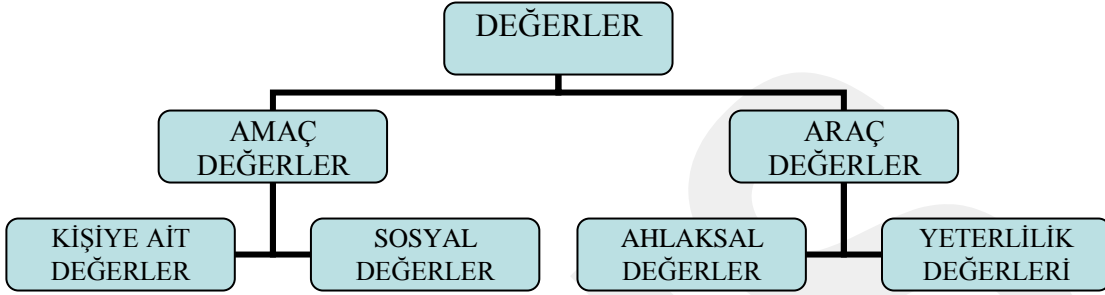 DEĞERLER
AMAÇ
DEĞERLER
ARAÇ
DEĞERLER
KİŞİYE AİT
DEĞERLER
SOSYAL
DEĞERLER
AHLAKSAL
DEĞERLER
YETERLİLİK
DEĞERLERİ